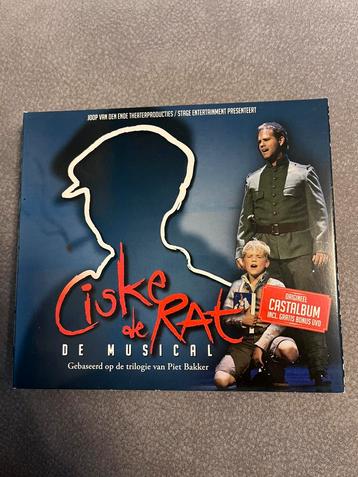 JOOP VAN DEN ENDE THEATERPRODUCTIES / STAGE ENTERTAINMENT PRESENTEERT
Ciske
de RAT
DE MUSICAL
Gebaseerd op de trilogie van Piet Bakker
ORIGINEEL
CASTALBUM
INCL. GRATIS BONUS DVD